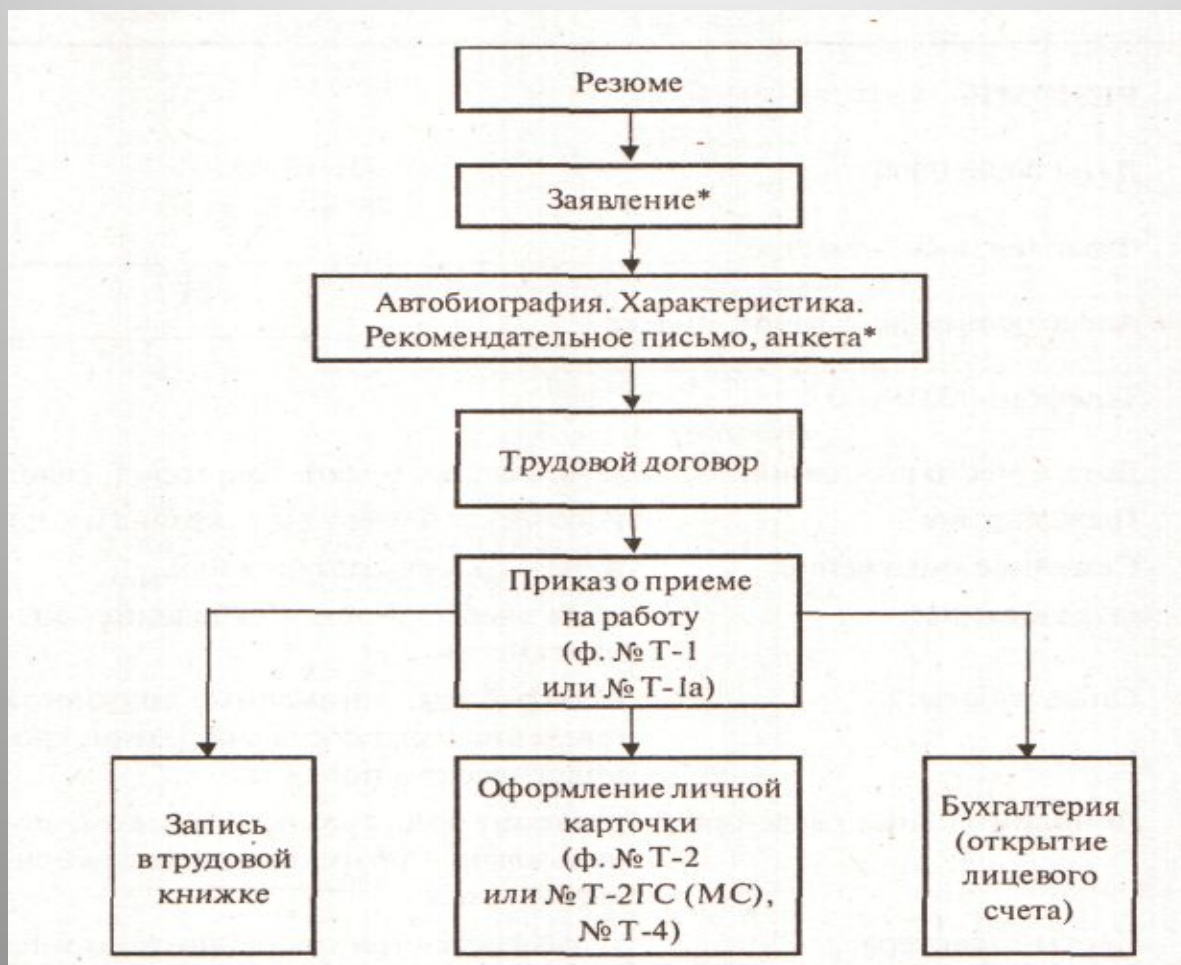 Резюме
Заявление*
Автобиография. Характеристика.
Рекомендательное письмо, анкета*
Трудовой договор
Приказ о приеме
на работу
(ф. № Т-1
или № Т-1а)
Запись
в трудовой
книжке
Оформление личной
карточки
(ф. № Т-2
или № Т-2ГС (МС),
№ Т-4)
Бухгалтерия
(открытие
лицевого
счета)